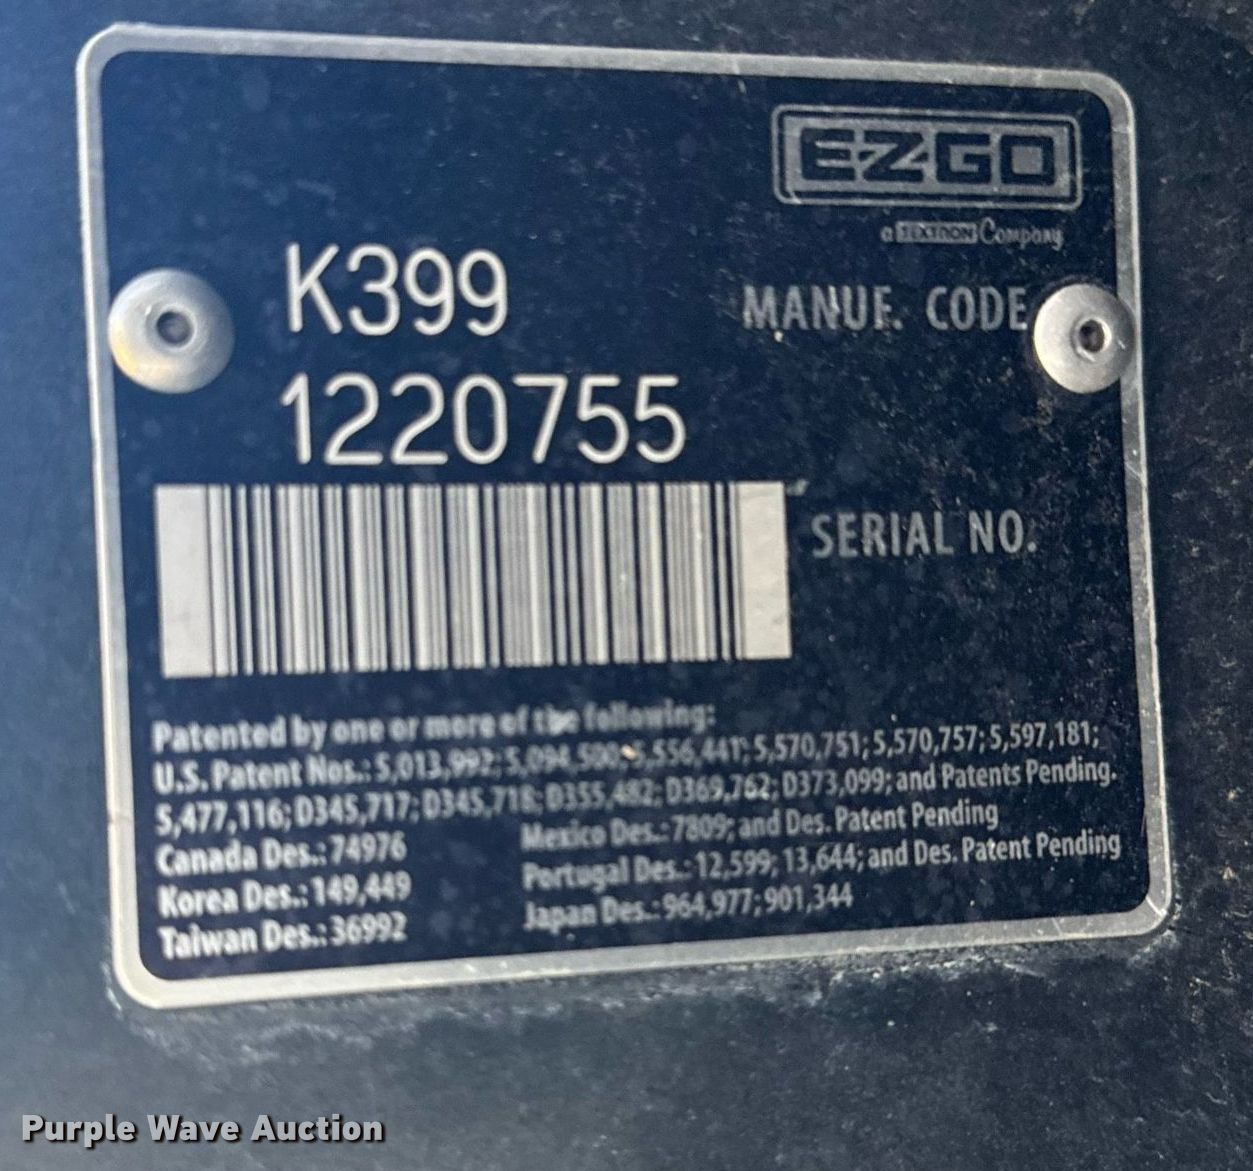 EZGO
a TEXTRON Company
K399 MANUF. CODE
1220755
SERIAL NO.
Patented by one or more of the following:
U.S. Patent Nos.: 5,013,992; 5,094,500; 5,556,441; 5,570,751; 5,570,757; 5,597,181;
5,477,116; D345,717; D345,718; D355,482; D369,762; D373,099; and Patents Pending.
Canada Des.: 74976 Mexico Des.: 7809; and Des. Patent Pending
Korea Des.: 149,449 Portugal Des.: 12,599; 13,644; and Des. Patent Pending
Taiwan Des.: 36992 Japan Des.: 964,977; 901,344
Purple Wave Auction